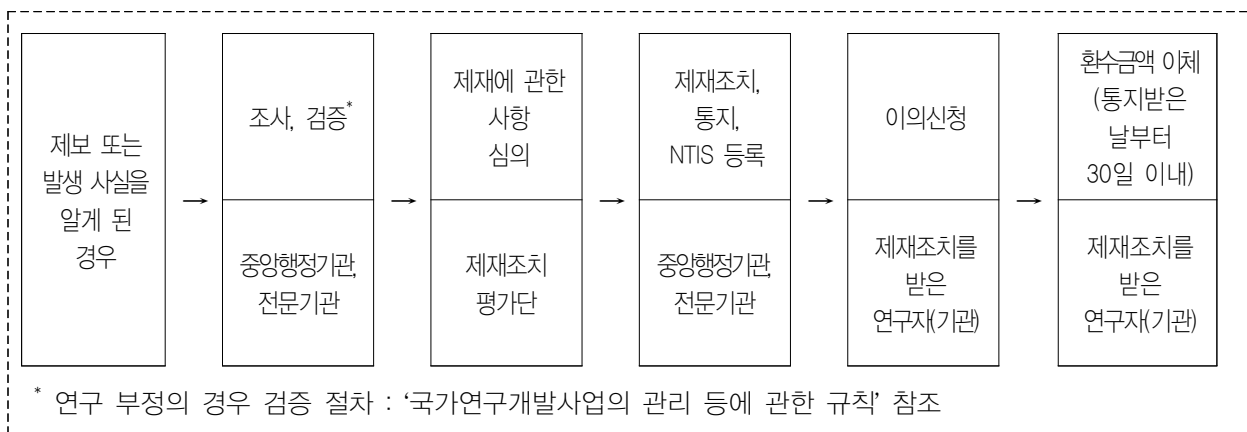 제보 또는
발생 사실을
알게 된
경우
→
조사, 검증*
중앙행정기관,
전문기관
→
제재에 관한
사항
심의
제재조치
평가단
→
제재조치,
통지,
NTIS 등록
중앙행정기관,
전문기관
→
이의신청
제재조치를
받은
연구자(기관)
→
환수금액 이체
(통지받은
날부터
30일 이내)
제재조치를
받은
연구자(기관)
* 연구 부정의 경우 검증 절차 : ‘국가연구개발사업의 관리 등에 관한 규칙’ 참조